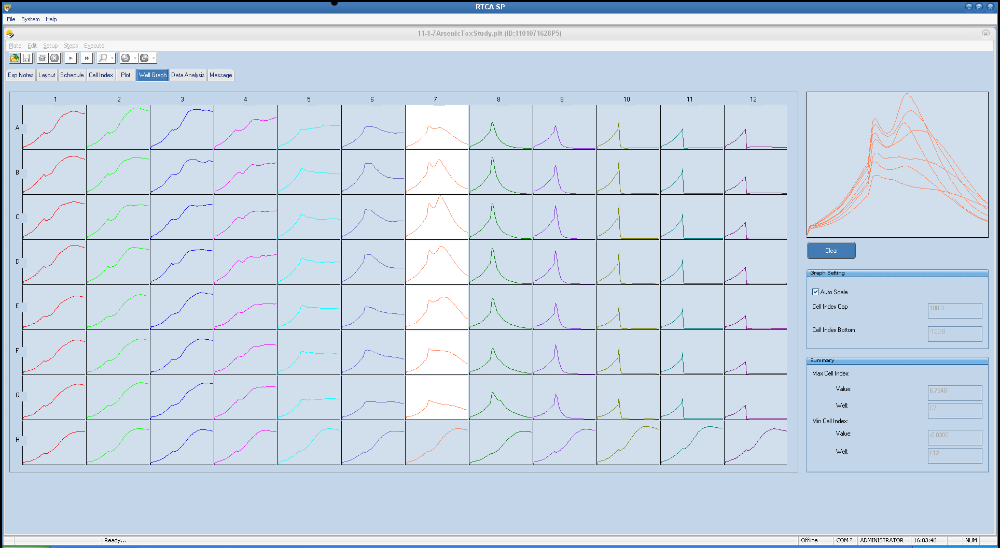 RTCA SP
File System Help
11-1-7ArsenicToxStudy.plt (ID:1101071628P5)
Plate Edit Setup Steps Execute
Exp Notes Layout Schedule Cell Index Plot Well Graph Data Analysis Message
1 2 3 4 5 6 7 8 9 10 11 12
A
B
C
D
E
F
G
H
Clear
Graph Setting
Auto Scale
Cell Index Cap 100.0
Cell Index Bottom -100.0
Summary
Max Cell Index:
Value: 6.7948
Well: C7
Min Cell Index:
Value: -0.0300
Well: F12
Ready... Offline COM ? ADMINISTRATOR 16:03:46 NUM